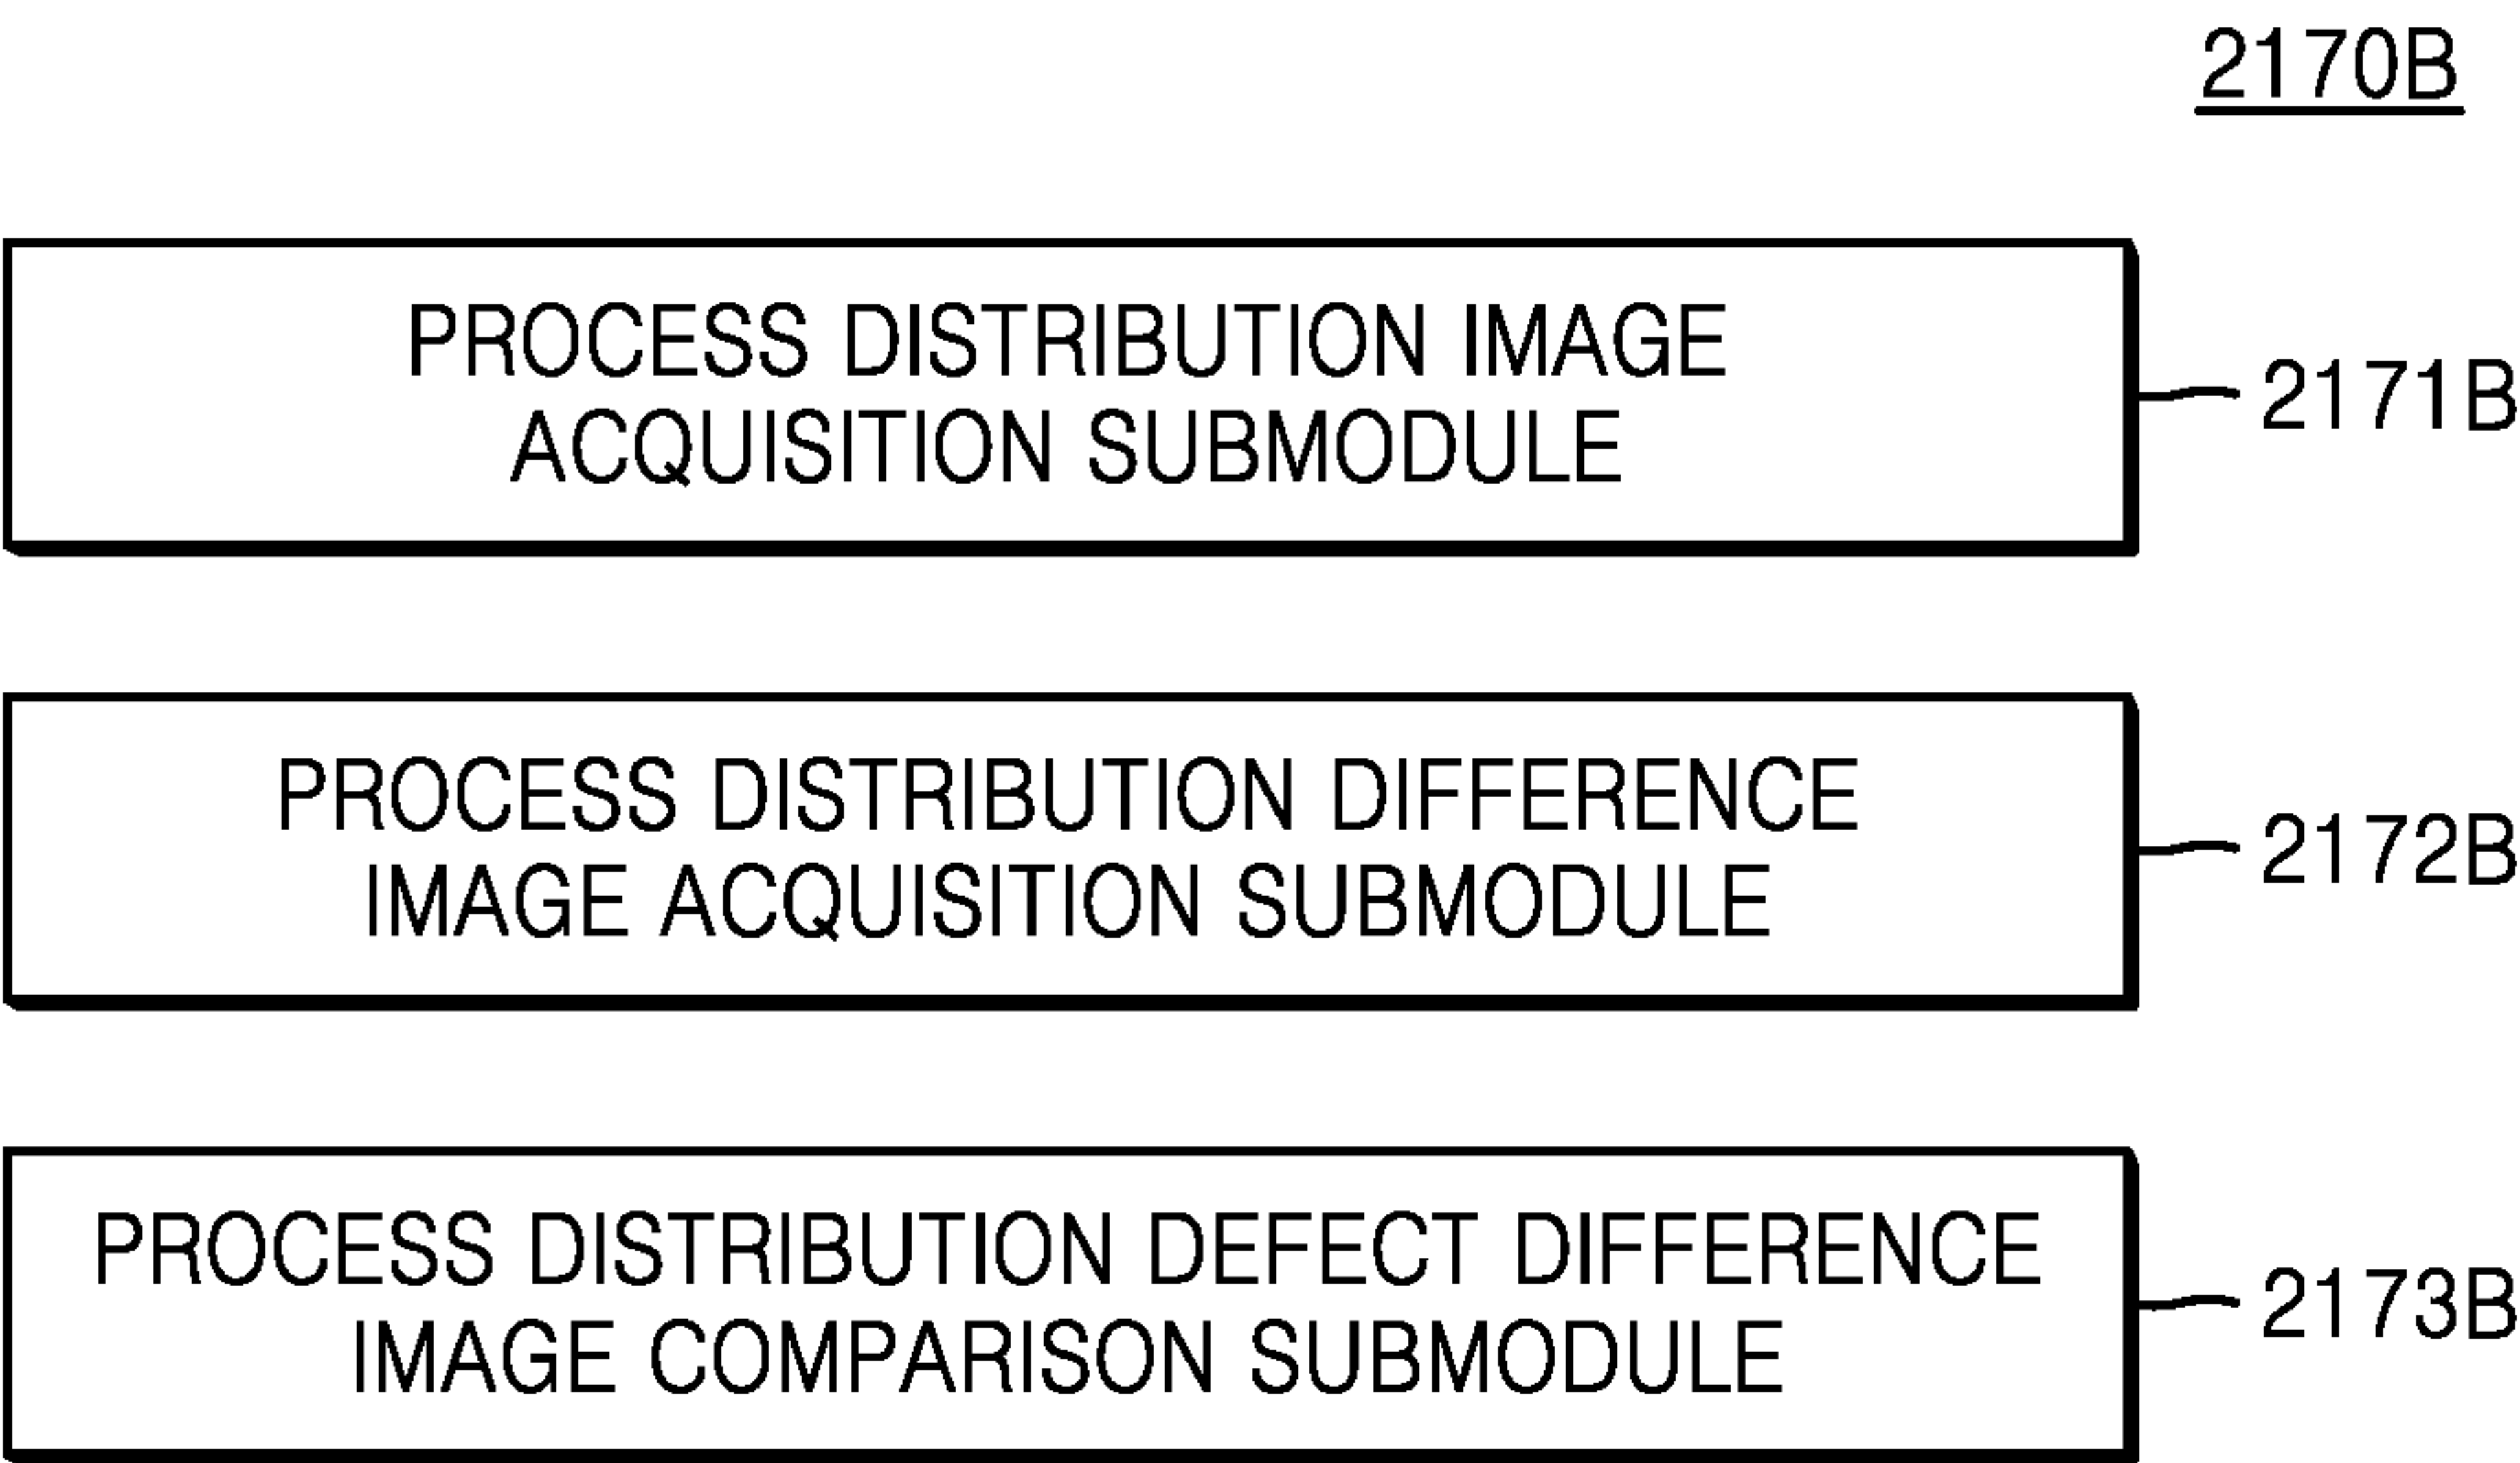 2170B
PROCESS DISTRIBUTION IMAGE
ACQUISITION SUBMODULE
2171B
PROCESS DISTRIBUTION DIFFERENCE
IMAGE ACQUISITION SUBMODULE
2172B
PROCESS DISTRIBUTION DEFECT DIFFERENCE
IMAGE COMPARISON SUBMODULE
2173B